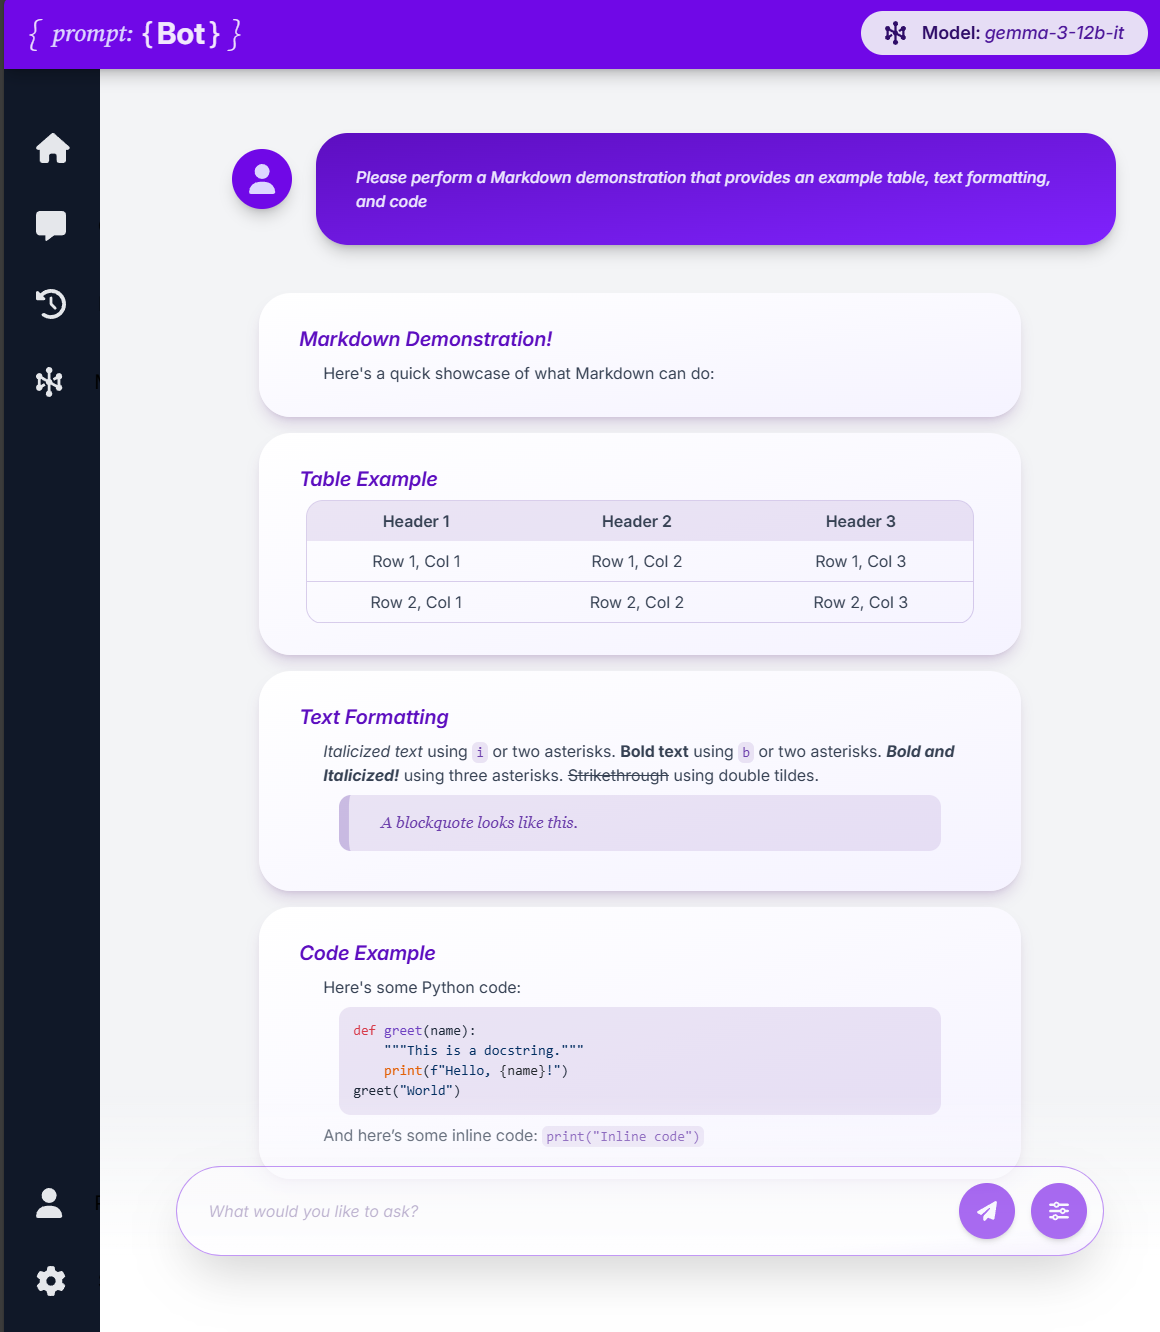 { prompt: {Bot} }
Model: gemma-3-12b-it
Please perform a Markdown demonstration that provides an example table, text formatting,
and code
Markdown Demonstration!
Here's a quick showcase of what Markdown can do:
Table Example
Header 1 Header 2 Header 3
Row 1, Col 1 Row 1, Col 2 Row 1, Col 3
Row 2, Col 1 Row 2, Col 2 Row 2, Col 3
Text Formatting
Italicized text using i or two asterisks. Bold text using b or two asterisks. Bold and
Italicized! using three asterisks. Strikethrough using double tildes.
A blockquote looks like this.
Code Example
Here's some Python code:
def greet(name):
    """This is a docstring."""
    print(f"Hello, {name}!")
greet("World")
And here’s some inline code: print("Inline code")
What would you like to ask?